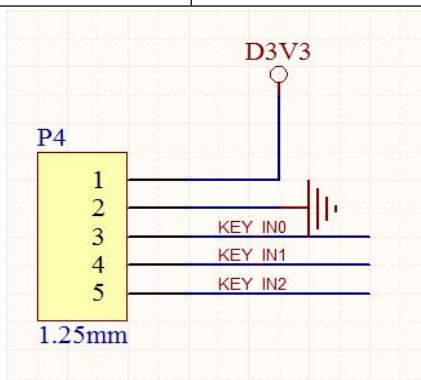 D3V3
P4
1
2
3 KEY IN0
4 KEY IN1
5 KEY IN2
1.25mm